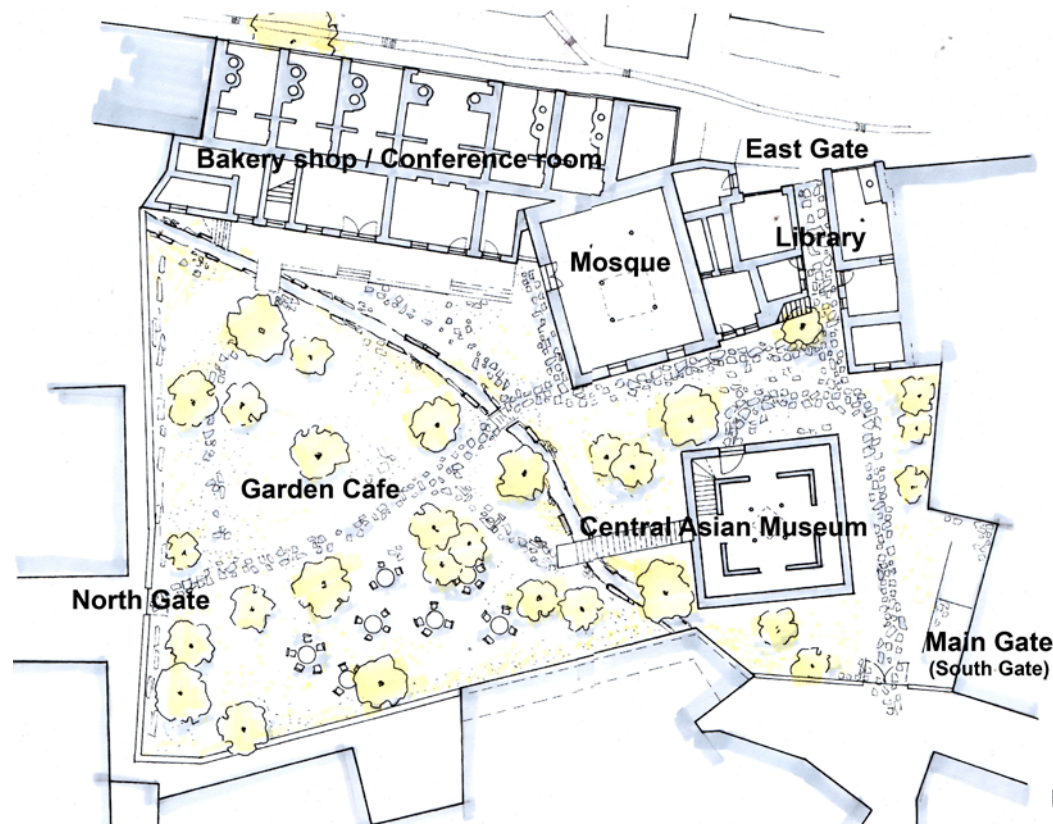 East Gate
Bakery shop / Conference room
Library
Mosque
Garden Cafe
Central Asian Museum
North Gate
Main Gate
(South Gate)